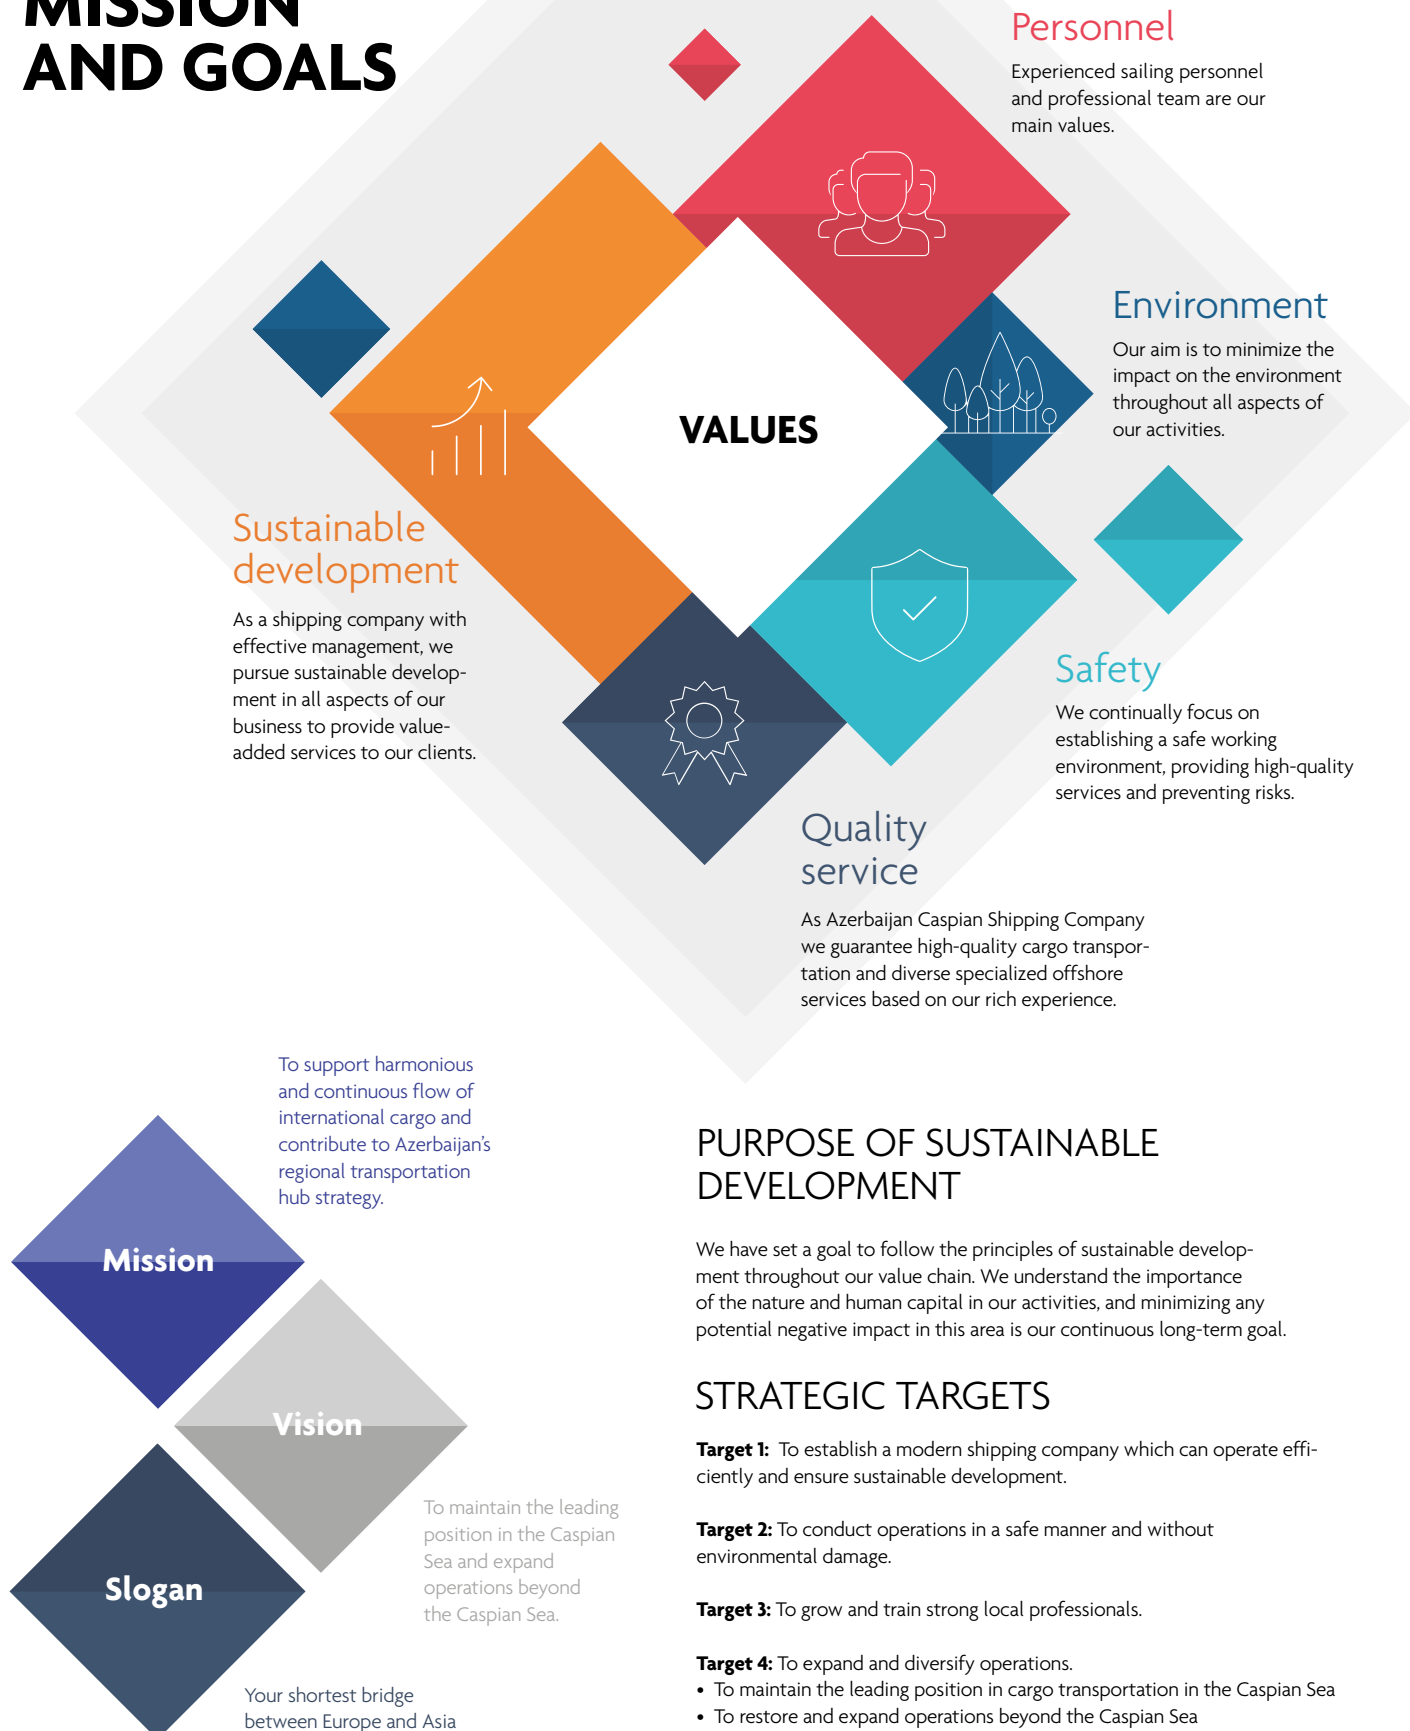 MISSION
AND GOALS
Personnel
Experienced sailing personnel
and professional team are our
main values.
Environment
Our aim is to minimize the
impact on the environment
throughout all aspects of
our activities.
VALUES
Sustainable
development
As a shipping company with
effective management, we
pursue sustainable develop-
ment in all aspects of our
business to provide value-
added services to our clients.
Safety
We continually focus on
establishing a safe working
environment, providing high-quality
services and preventing risks.
Quality
service
As Azerbaijan Caspian Shipping Company
we guarantee high-quality cargo transpor-
tation and diverse specialized offshore
services based on our rich experience.
To support harmonious
and continuous flow of
international cargo and
contribute to Azerbaijan's
regional transportation
hub strategy.
Mission
Vision
To maintain the leading
position in the Caspian
Sea and expand
operations beyond
the Caspian Sea.
Slogan
Your shortest bridge
between Europe and Asia
PURPOSE OF SUSTAINABLE
DEVELOPMENT
We have set a goal to follow the principles of sustainable develop-
ment throughout our value chain. We understand the importance
of the nature and human capital in our activities, and minimizing any
potential negative impact in this area is our continuous long-term goal.
STRATEGIC TARGETS
Target 1: To establish a modern shipping company which can operate effi-
ciently and ensure sustainable development.
Target 2: To conduct operations in a safe manner and without
environmental damage.
Target 3: To grow and train strong local professionals.
Target 4: To expand and diversify operations.
• To maintain the leading position in cargo transportation in the Caspian Sea
• To restore and expand operations beyond the Caspian Sea